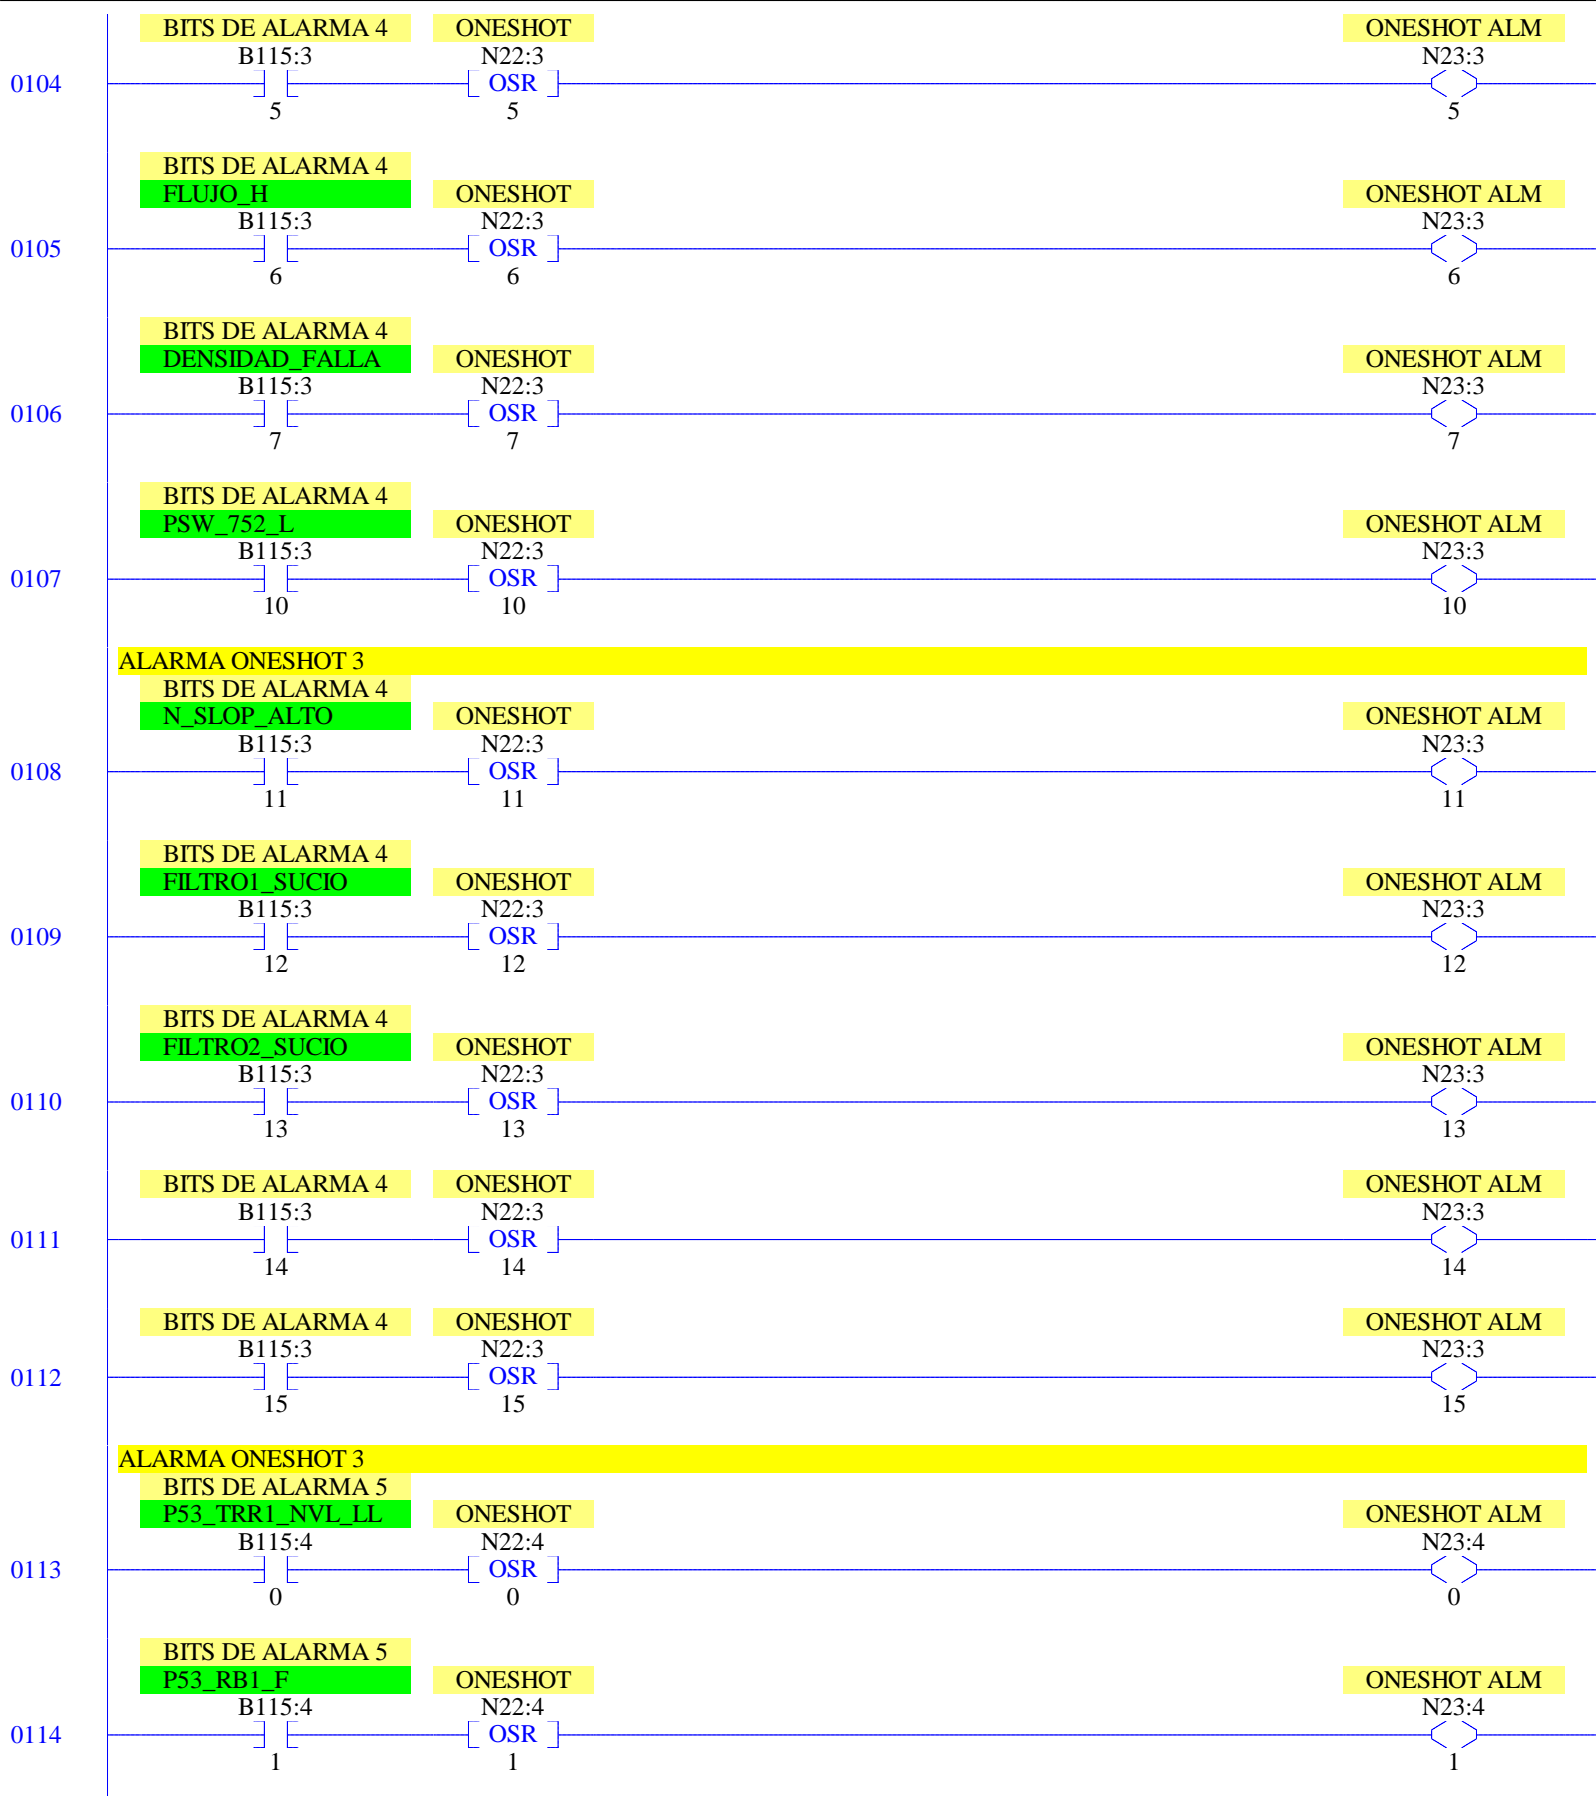 BITS DE ALARMA 4 ONESHOT ONESHOT ALM
B115:3 N22:3 N23:3
0104 OSR
5 5 5
BITS DE ALARMA 4
FLUJO_H ONESHOT ONESHOT ALM
B115:3 N22:3 N23:3
0105 OSR
6 6 6
BITS DE ALARMA 4
DENSIDAD_FALLA ONESHOT ONESHOT ALM
B115:3 N22:3 N23:3
0106 OSR
7 7 7
BITS DE ALARMA 4
PSW_752_L ONESHOT ONESHOT ALM
B115:3 N22:3 N23:3
0107 OSR
10 10 10
ALARMA ONESHOT 3
BITS DE ALARMA 4
N_SLOP_ALTO ONESHOT ONESHOT ALM
B115:3 N22:3 N23:3
0108 OSR
11 11 11
BITS DE ALARMA 4
FILTRO1_SUCIO ONESHOT ONESHOT ALM
B115:3 N22:3 N23:3
0109 OSR
12 12 12
BITS DE ALARMA 4
FILTRO2_SUCIO ONESHOT ONESHOT ALM
B115:3 N22:3 N23:3
0110 OSR
13 13 13
BITS DE ALARMA 4 ONESHOT ONESHOT ALM
B115:3 N22:3 N23:3
0111 OSR
14 14 14
BITS DE ALARMA 4 ONESHOT ONESHOT ALM
B115:3 N22:3 N23:3
0112 OSR
15 15 15
ALARMA ONESHOT 3
BITS DE ALARMA 5
P53_TRR1_NVL_LL ONESHOT ONESHOT ALM
B115:4 N22:4 N23:4
0113 OSR
0 0 0
BITS DE ALARMA 5
P53_RB1_F ONESHOT ONESHOT ALM
B115:4 N22:4 N23:4
0114 OSR
1 1 1